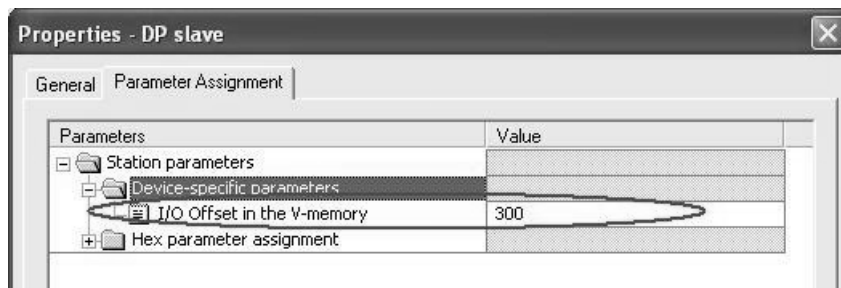 Properties - DP slave
General Parameter Assignment
Parameters Value
Station parameters
Device-specific parameters
I/O Offset in the V-memory 300
Hex parameter assignment